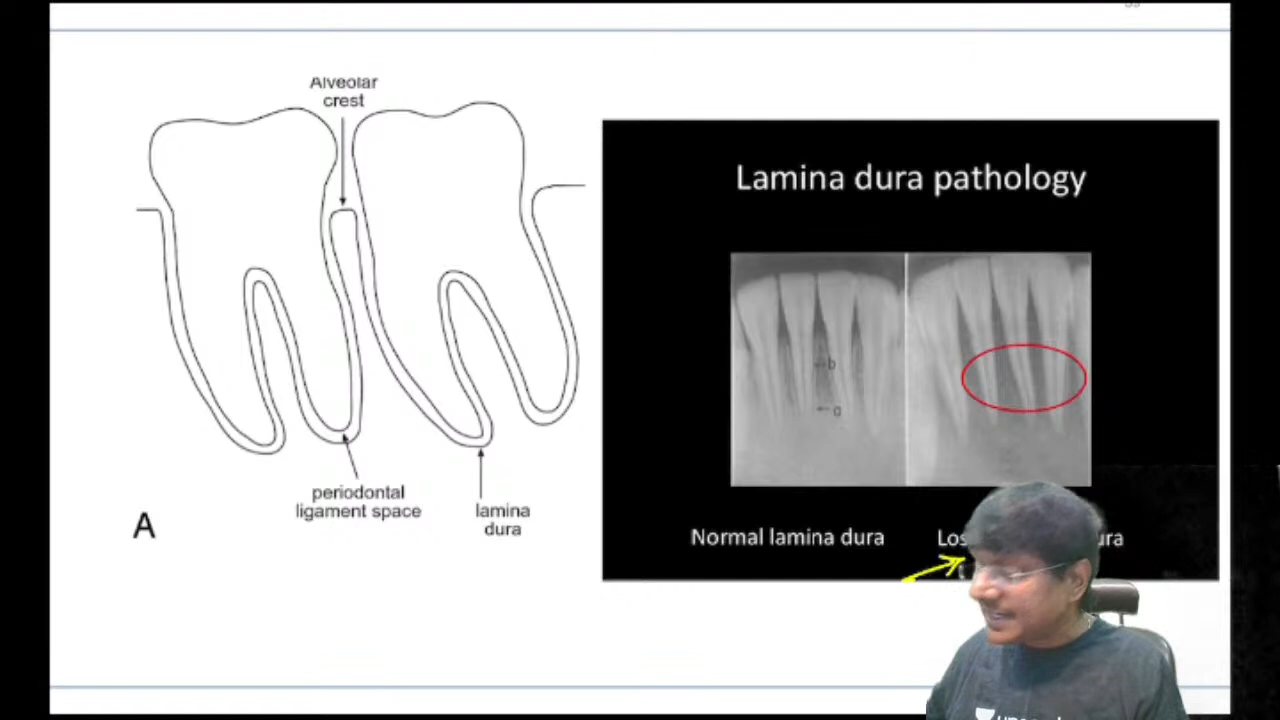 Alveolar
crest
periodontal
ligament space
lamina
dura
A
Lamina dura pathology
b
Normal lamina dura